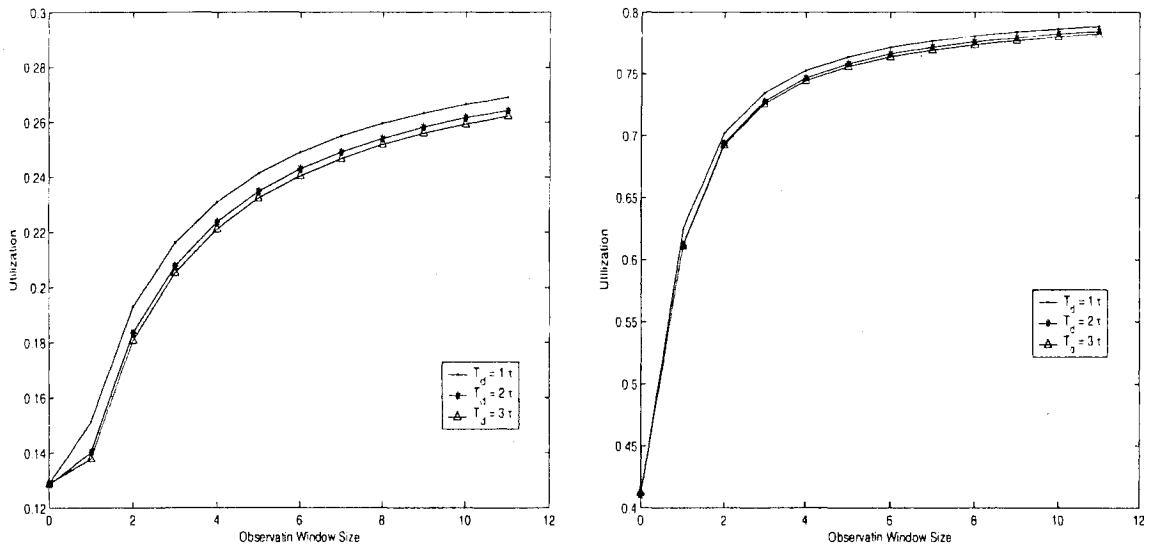 0.3
0.28
0.26
0.24
0.22
0.2
0.18
0.16
0.14
0.12
Utilization
0 2 4 6 8 10 12
Observatin Window Size
T_d = 1 τ
T_d = 2 τ
T_d = 3 τ
0.8
0.75
0.7
0.65
0.6
0.55
0.5
0.45
0.4
Utilization
0 2 4 6 8 10 12
Observatin Window Size
T_d = 1 τ
T_d = 2 τ
T_d = 3 τ